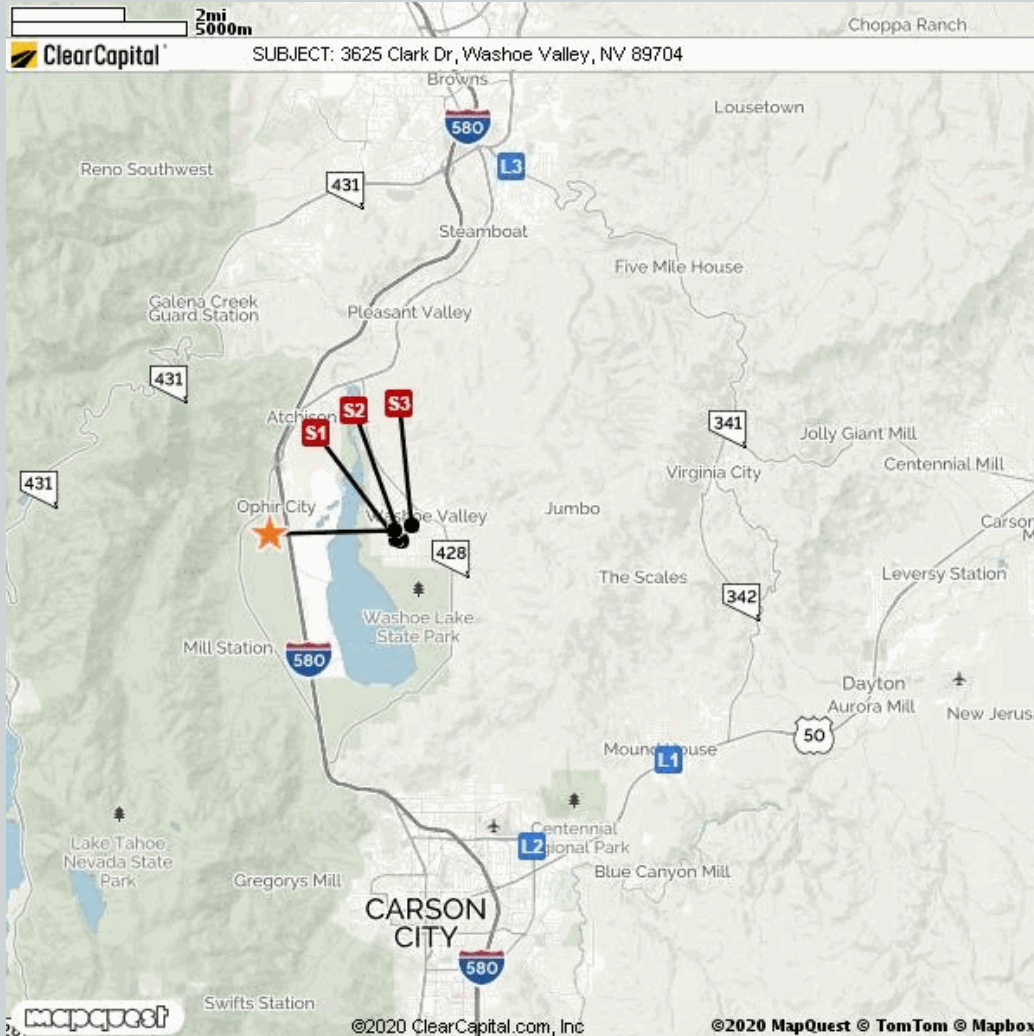 2mi
5000m
Choppa Ranch
ClearCapital
SUBJECT: 3625 Clark Dr, Washoe Valley, NV 89704
Browns
Lousetown
580
L3
Reno Southwest
431
Steamboat
Five Mile House
Galena Creek
Guard Station
Pleasant Valley
431
S3
S2
Atchison
S1
341
Jolly Giant Mill
Virginia City
Centennial Mill
431
Ophir City
Washoe Valley
Jumbo
Carson
M
428
The Scales
Leversy Station
342
Washoe Lake
State Park
Mill Station
580
Dayton
Aurora Mill
New Jerus
50
Mound House
L1
Lake Tahoe
Nevada State
Park
Centennial
gional Park
L2
Blue Canyon Mill
Gregorys Mill
CARSON
CITY
580
Swifts Station
mapquest
©2020 ClearCapital.com, Inc
©2020 MapQuest © TomTom © Mapbox